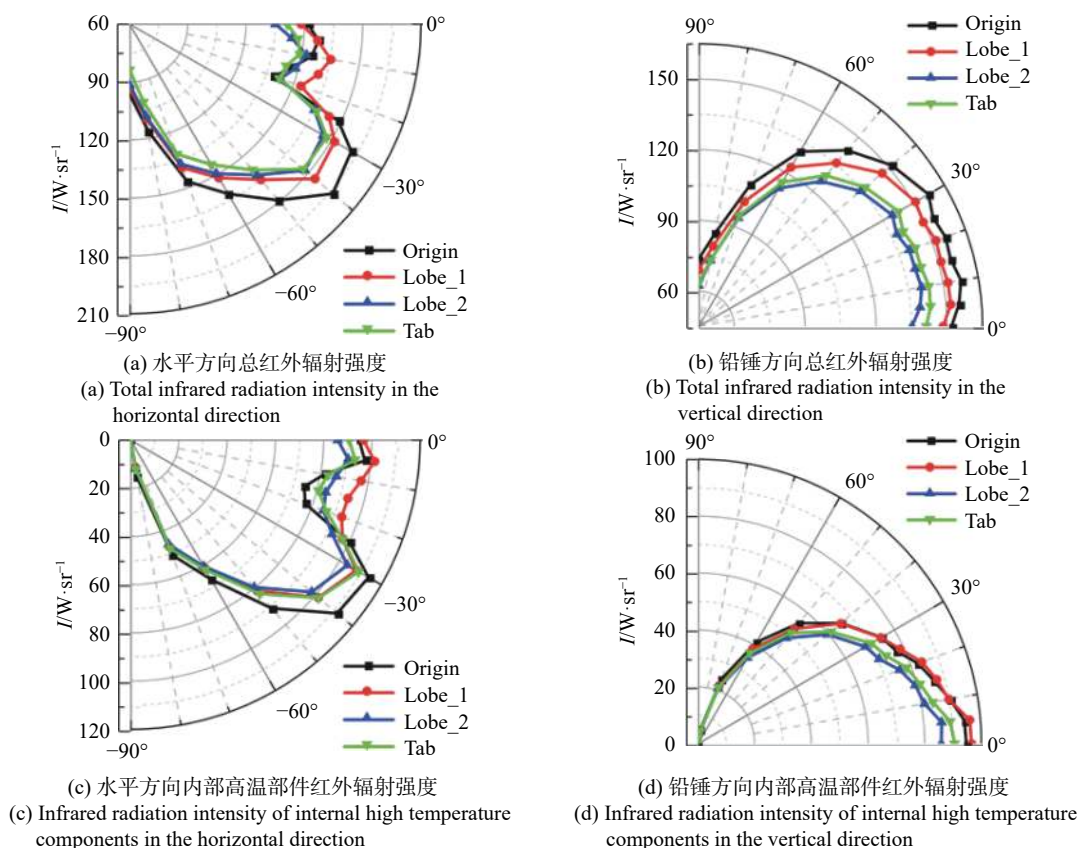 60
90
120
150
180
210
I/W·sr⁻¹
0°
−30°
−60°
−90°
Origin
Lobe_1
Lobe_2
Tab
(a) 水平方向总红外辐射强度
(a) Total infrared radiation intensity in the
horizontal direction
90°
60°
30°
0°
150
120
90
60
I/W·sr⁻¹
Origin
Lobe_1
Lobe_2
Tab
(b) 铅锤方向总红外辐射强度
(b) Total infrared radiation intensity in the
vertical direction
0
20
40
60
80
100
120
I/W·sr⁻¹
0°
−30°
−60°
−90°
Origin
Lobe_1
Lobe_2
Tab
(c) 水平方向内部高温部件红外辐射强度
(c) Infrared radiation intensity of internal high temperature
components in the horizontal direction
90°
60°
30°
0°
100
80
60
40
20
0
I/W·sr⁻¹
Origin
Lobe_1
Lobe_2
Tab
(d) 铅锤方向内部高温部件红外辐射强度
(d) Infrared radiation intensity of internal high temperature
components in the vertical direction